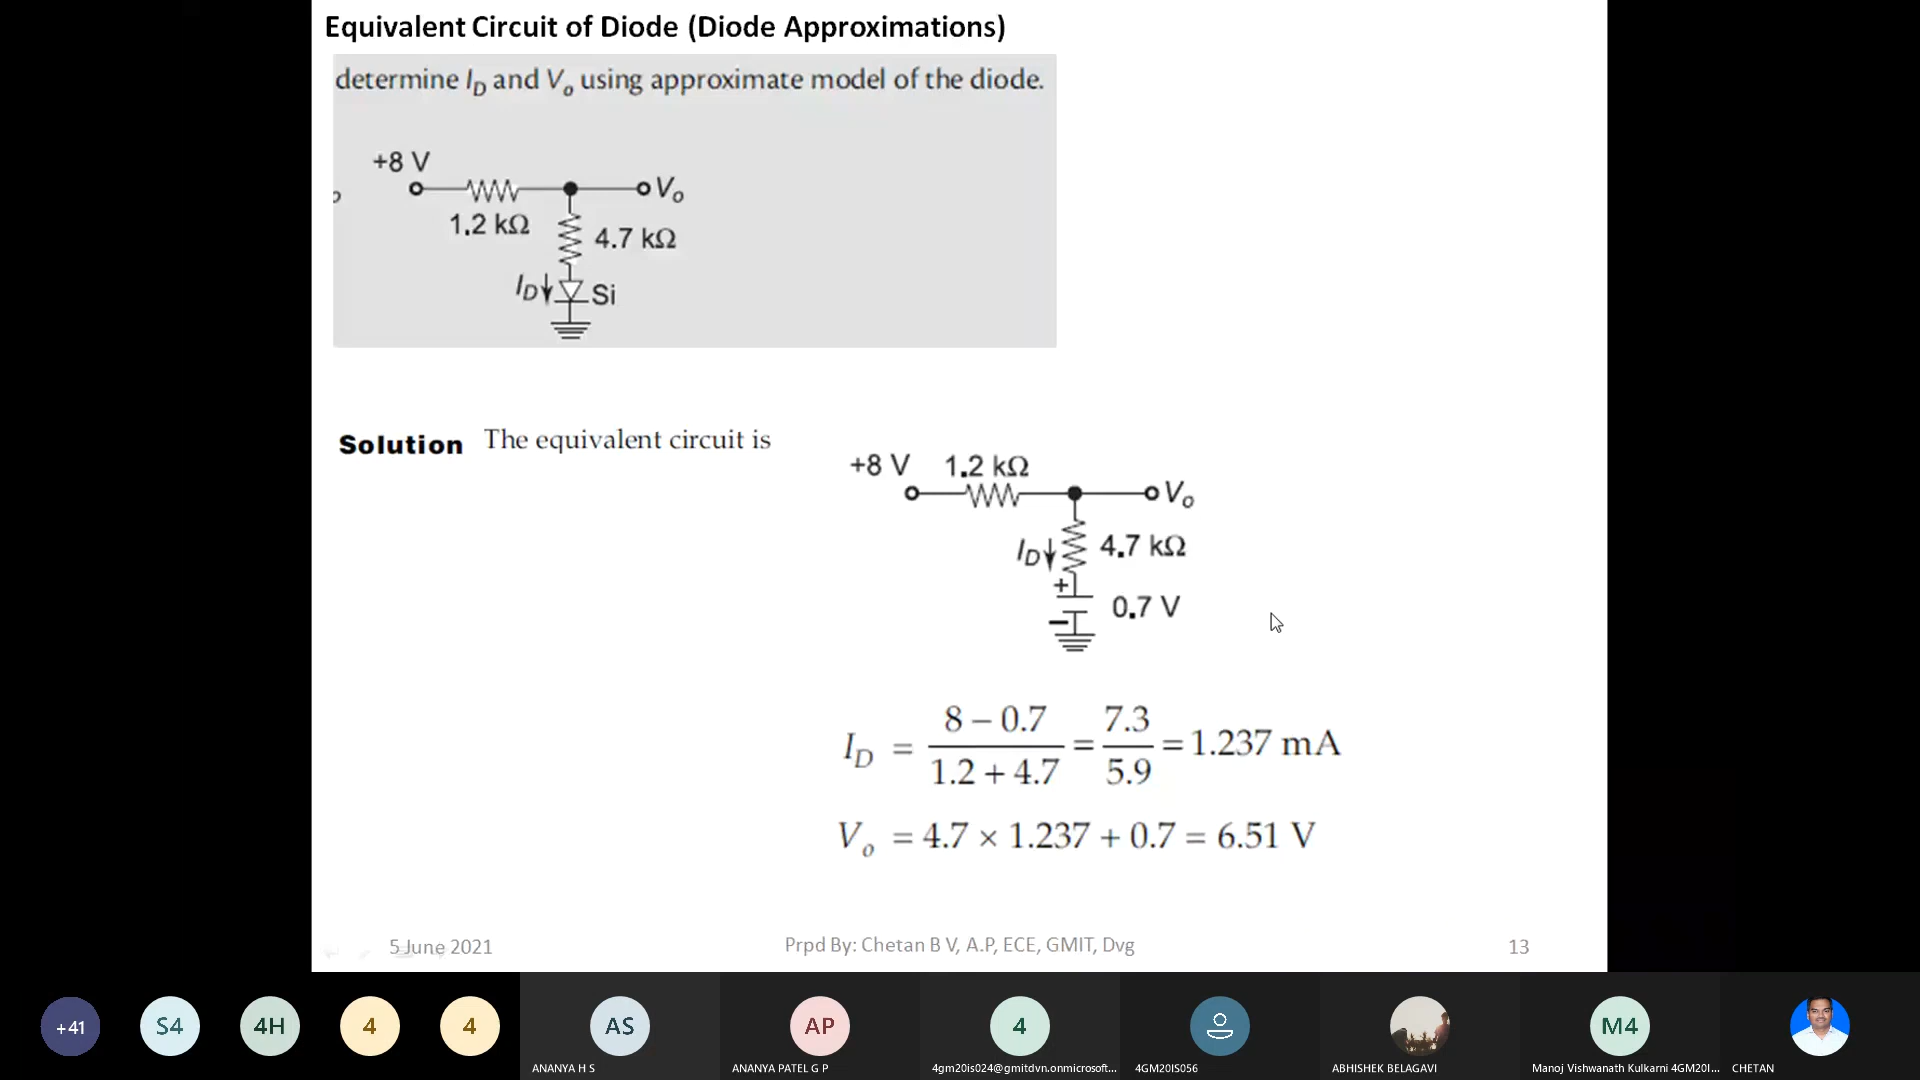 Equivalent Circuit of Diode (Diode Approximations)
determine I_D and V_o using approximate model of the diode.
+8 V
V_o
1.2 kΩ
4.7 kΩ
I_D Si
Solution The equivalent circuit is
+8 V 1.2 kΩ
V_o
I_D 4.7 kΩ
+
0.7 V
−
I_D = (8 – 0.7)/(1.2 + 4.7) = 7.3/5.9 = 1.237 mA
V_o = 4.7 × 1.237 + 0.7 = 6.51 V
5 June 2021 Prpd By: Chetan B V, A.P, ECE, GMIT, Dvg 13
+41 S4 4H 4 4 AS AP 4 M4
ANANYA H S ANANYA PATEL G P 4gm20is024@gmitdvn.onmicrosoft... 4GM20IS056 ABHISHEK BELAGAVI Manoj Vishwanath Kulkarni 4GM20I... CHETAN